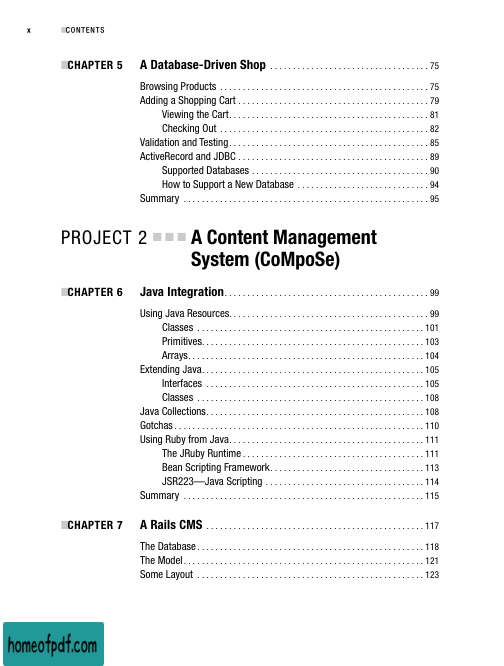 x ■CONTENTS
■CHAPTER 5 A Database-Driven Shop . . . . . . . . . . . . . . . . . . . . . . . . . . . . . 75
Browsing Products . . . . . . . . . . . . . . . . . . . . . . . . . . . . . . . . . . . . . . 75
Adding a Shopping Cart . . . . . . . . . . . . . . . . . . . . . . . . . . . . . . . . . . 79
Viewing the Cart. . . . . . . . . . . . . . . . . . . . . . . . . . . . . . . . . . . . 81
Checking Out . . . . . . . . . . . . . . . . . . . . . . . . . . . . . . . . . . . . . . 82
Validation and Testing. . . . . . . . . . . . . . . . . . . . . . . . . . . . . . . . . . . 85
ActiveRecord and JDBC . . . . . . . . . . . . . . . . . . . . . . . . . . . . . . . . . . 89
Supported Databases . . . . . . . . . . . . . . . . . . . . . . . . . . . . . . . . 90
How to Support a New Database . . . . . . . . . . . . . . . . . . . . . . . . 94
Summary . . . . . . . . . . . . . . . . . . . . . . . . . . . . . . . . . . . . . . . . . . . 95
PROJECT 2 ■ ■ ■ A Content Management
System (CoMpoSe)
■CHAPTER 6 Java Integration. . . . . . . . . . . . . . . . . . . . . . . . . . . . . . . . . . . . 99
Using Java Resources. . . . . . . . . . . . . . . . . . . . . . . . . . . . . . . . . . . 99
Classes . . . . . . . . . . . . . . . . . . . . . . . . . . . . . . . . . . . . . . . . . 101
Primitives. . . . . . . . . . . . . . . . . . . . . . . . . . . . . . . . . . . . . . . . 103
Arrays. . . . . . . . . . . . . . . . . . . . . . . . . . . . . . . . . . . . . . . . . . 104
Extending Java. . . . . . . . . . . . . . . . . . . . . . . . . . . . . . . . . . . . . . . 105
Interfaces . . . . . . . . . . . . . . . . . . . . . . . . . . . . . . . . . . . . . . . 105
Classes . . . . . . . . . . . . . . . . . . . . . . . . . . . . . . . . . . . . . . . . . 108
Java Collections. . . . . . . . . . . . . . . . . . . . . . . . . . . . . . . . . . . . . . 108
Gotchas . . . . . . . . . . . . . . . . . . . . . . . . . . . . . . . . . . . . . . . . . . . . 110
Using Ruby from Java. . . . . . . . . . . . . . . . . . . . . . . . . . . . . . . . . . 111
The JRuby Runtime . . . . . . . . . . . . . . . . . . . . . . . . . . . . . . . . . 111
Bean Scripting Framework. . . . . . . . . . . . . . . . . . . . . . . . . . . . 113
JSR223—Java Scripting . . . . . . . . . . . . . . . . . . . . . . . . . . . . . 114
Summary . . . . . . . . . . . . . . . . . . . . . . . . . . . . . . . . . . . . . . . . . . . 115
■CHAPTER 7 A Rails CMS . . . . . . . . . . . . . . . . . . . . . . . . . . . . . . . . . . . . . . . 117
The Database . . . . . . . . . . . . . . . . . . . . . . . . . . . . . . . . . . . . . . . . 118
The Model. . . . . . . . . . . . . . . . . . . . . . . . . . . . . . . . . . . . . . . . . . . 121
Some Layout . . . . . . . . . . . . . . . . . . . . . . . . . . . . . . . . . . . . . . . . 123
homeofpdf.com